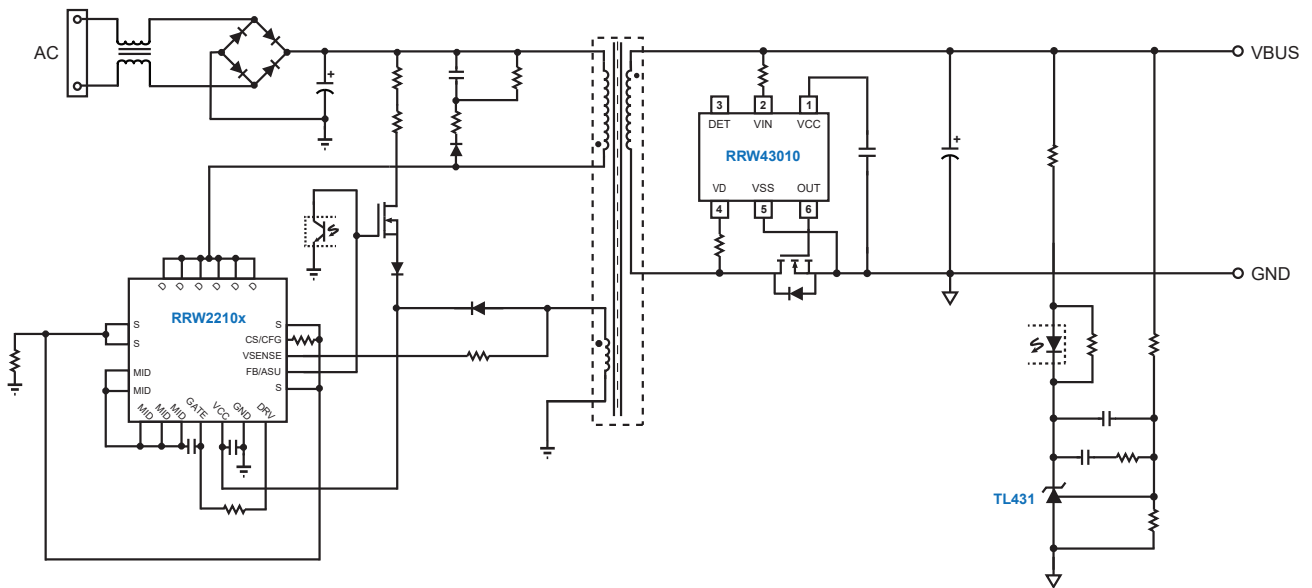 AC
VBUS
3
2
1
DET
VIN
VCC
RRW43010
VD
VSS
OUT
4
5
6
GND
D
D
D
D
D
D
RRW2210x
S
S
MID
MID
S
CS/CFG
VSENSE
FB/ASU
S
MID
MID
MID
GATE
VCC
GND
DRV
TL431
+
+